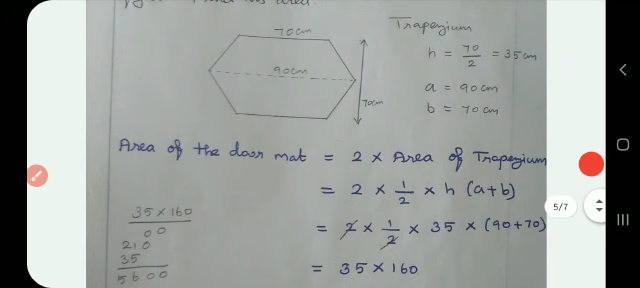 area
70cm
90cm
70cm
Trapezium
h = 70/2 = 35cm
a = 90cm
b = 70cm
Area of the door mat = 2 × Area of Trapezium
= 2 × 1/2 × h (a+b)
= 2 × 1/2 × 35 × (90+70)
= 35 × 160
35×160
00
210
35
5600
5/7